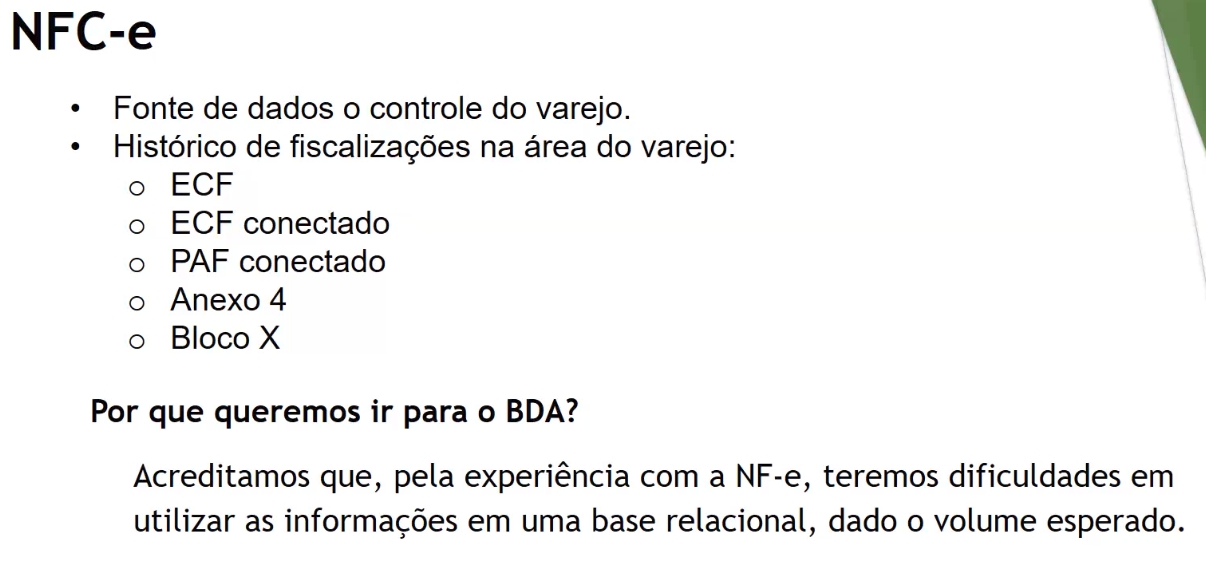 NFC-e
• Fonte de dados o controle do varejo.
• Histórico de fiscalizações na área do varejo:
o ECF
o ECF conectado
o PAF conectado
o Anexo 4
o Bloco X
Por que queremos ir para o BDA?
Acreditamos que, pela experiência com a NF-e, teremos dificuldades em
utilizar as informações em uma base relacional, dado o volume esperado.